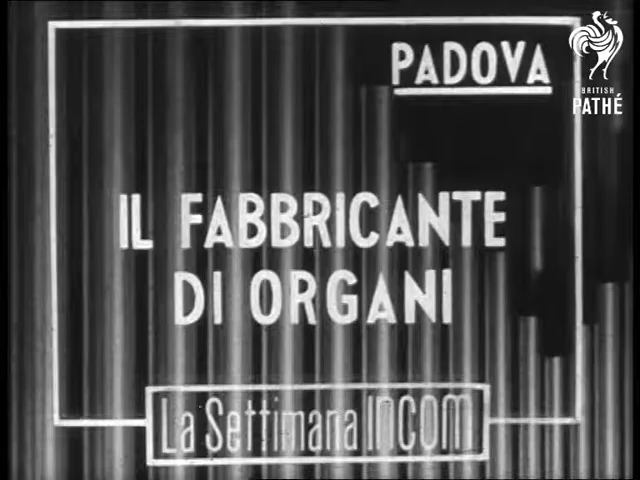 PADOVA
BRITISH
PATHÉ
IL FABBRICANTE
DI ORGANI
La Settimana INCOM